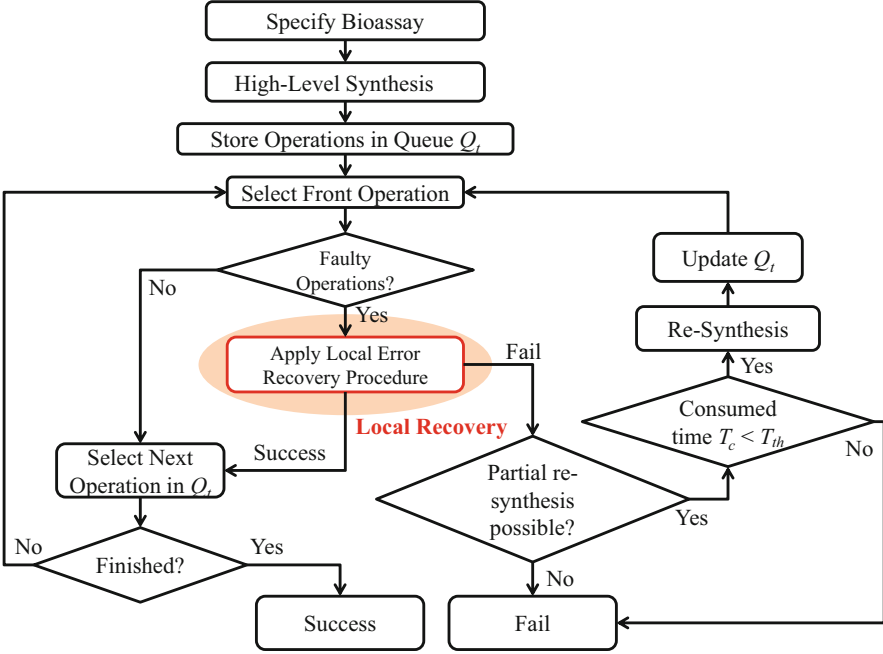 Specify Bioassay
High-Level Synthesis
Store Operations in Queue Qt
Select Front Operation
Faulty
Operations?
No
Yes
Apply Local Error
Recovery Procedure
Fail
Local Recovery
Success
Select Next
Operation in Qt
Finished?
No
Yes
Success
Partial re-
synthesis
possible?
Yes
No
Fail
Update Qt
Re-Synthesis
Yes
Consumed
time Tc < Tth
No